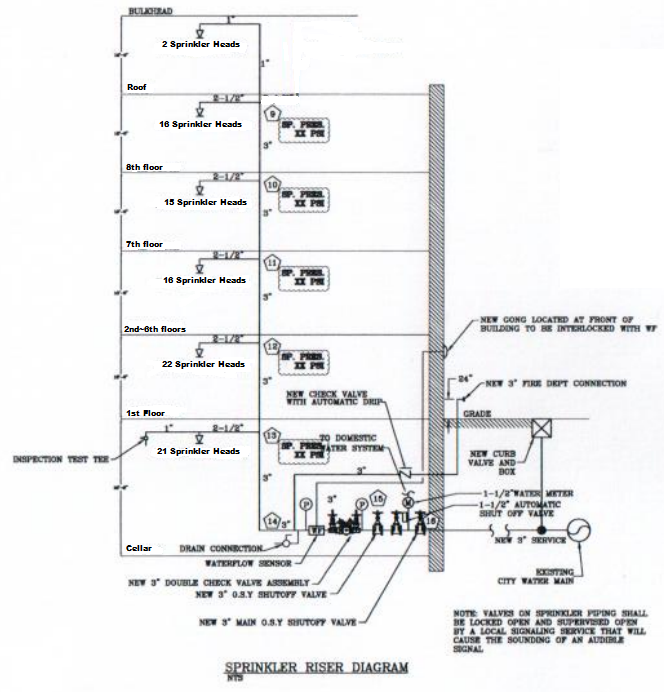 BULKHEAD
1"
2 Sprinkler Heads
1"
Roof
2-1/2"
16 Sprinkler Heads
9
SP. PRES.
XX PSI
3"
8th floor
2-1/2"
15 Sprinkler Heads
10
SP. PRES.
XX PSI
3"
7th floor
2-1/2"
16 Sprinkler Heads
11
SP. PRES.
XX PSI
3"
2nd~6th floors
2-1/2"
22 Sprinkler Heads
12
SP. PRES.
XX PSI
3"
NEW GONG LOCATED AT FRONT OF
BUILDING TO BE INTERLOCKED WITH WF
24"
NEW 3" FIRE DEPT CONNECTION
NEW CHECK VALVE
WITH AUTOMATIC DRIP
GRADE
1st Floor
1"
2-1/2"
21 Sprinkler Heads
INSPECTION TEST TEE
13
SP. PRES.
XX PSI
3"
TO DOMESTIC
WATER SYSTEM
3"
NEW CURB
VALVE AND
BOX
1-1/2"WATER METER
1-1/2" AUTOMATIC
SHUT OFF VALVE
14
3"
P
3"
P
15
M
16
WF
NEW 3" SERVICE
Cellar
DRAIN CONNECTION
WATERFLOW SENSOR
NEW 3" DOUBLE CHECK VALVE ASSEMBLY
NEW 3" O.S.Y SHUTOFF VALVE
NEW 3" MAIN O.S.Y SHUTOFF VALVE
EXISTING
CITY WATER MAIN
NOTE: VALVES ON SPRINKLER PIPING SHALL
BE LOCKED OPEN AND SUPERVISED OPEN
BY A LOCAL SIGNALING SERVICE THAT WILL
CAUSE THE SOUNDING OF AN AUDIBLE
SIGNAL
SPRINKLER RISER DIAGRAM
NTS